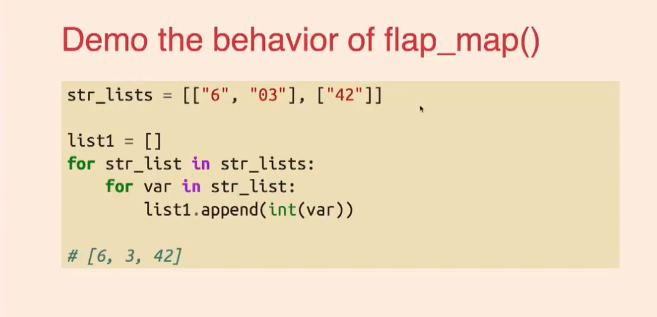 Demo the behavior of flap_map()
str_lists = [["6", "03"], ["42"]]
list1 = []
for str_list in str_lists:
    for var in str_list:
        list1.append(int(var))
# [6, 3, 42]